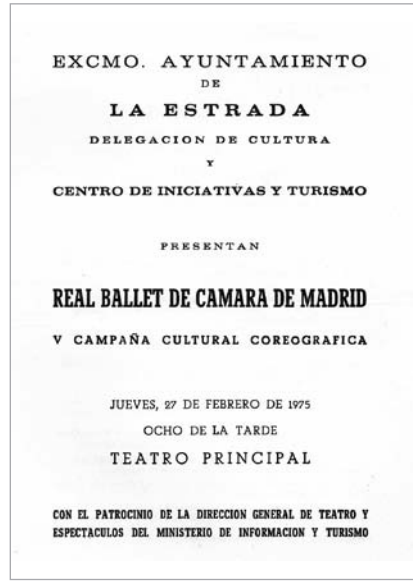 EXCMO. AYUNTAMIENTO
DE
LA ESTRADA
DELEGACION DE CULTURA
Y
CENTRO DE INICIATIVAS Y TURISMO
PRESENTAN
REAL BALLET DE CAMARA DE MADRID
V CAMPAÑA CULTURAL COREOGRAFICA
JUEVES, 27 DE FEBRERO DE 1975
OCHO DE LA TARDE
TEATRO PRINCIPAL
CON EL PATROCINIO DE LA DIRECCION GENERAL DE TEATRO Y
ESPECTACULOS DEL MINISTERIO DE INFORMACION Y TURISMO